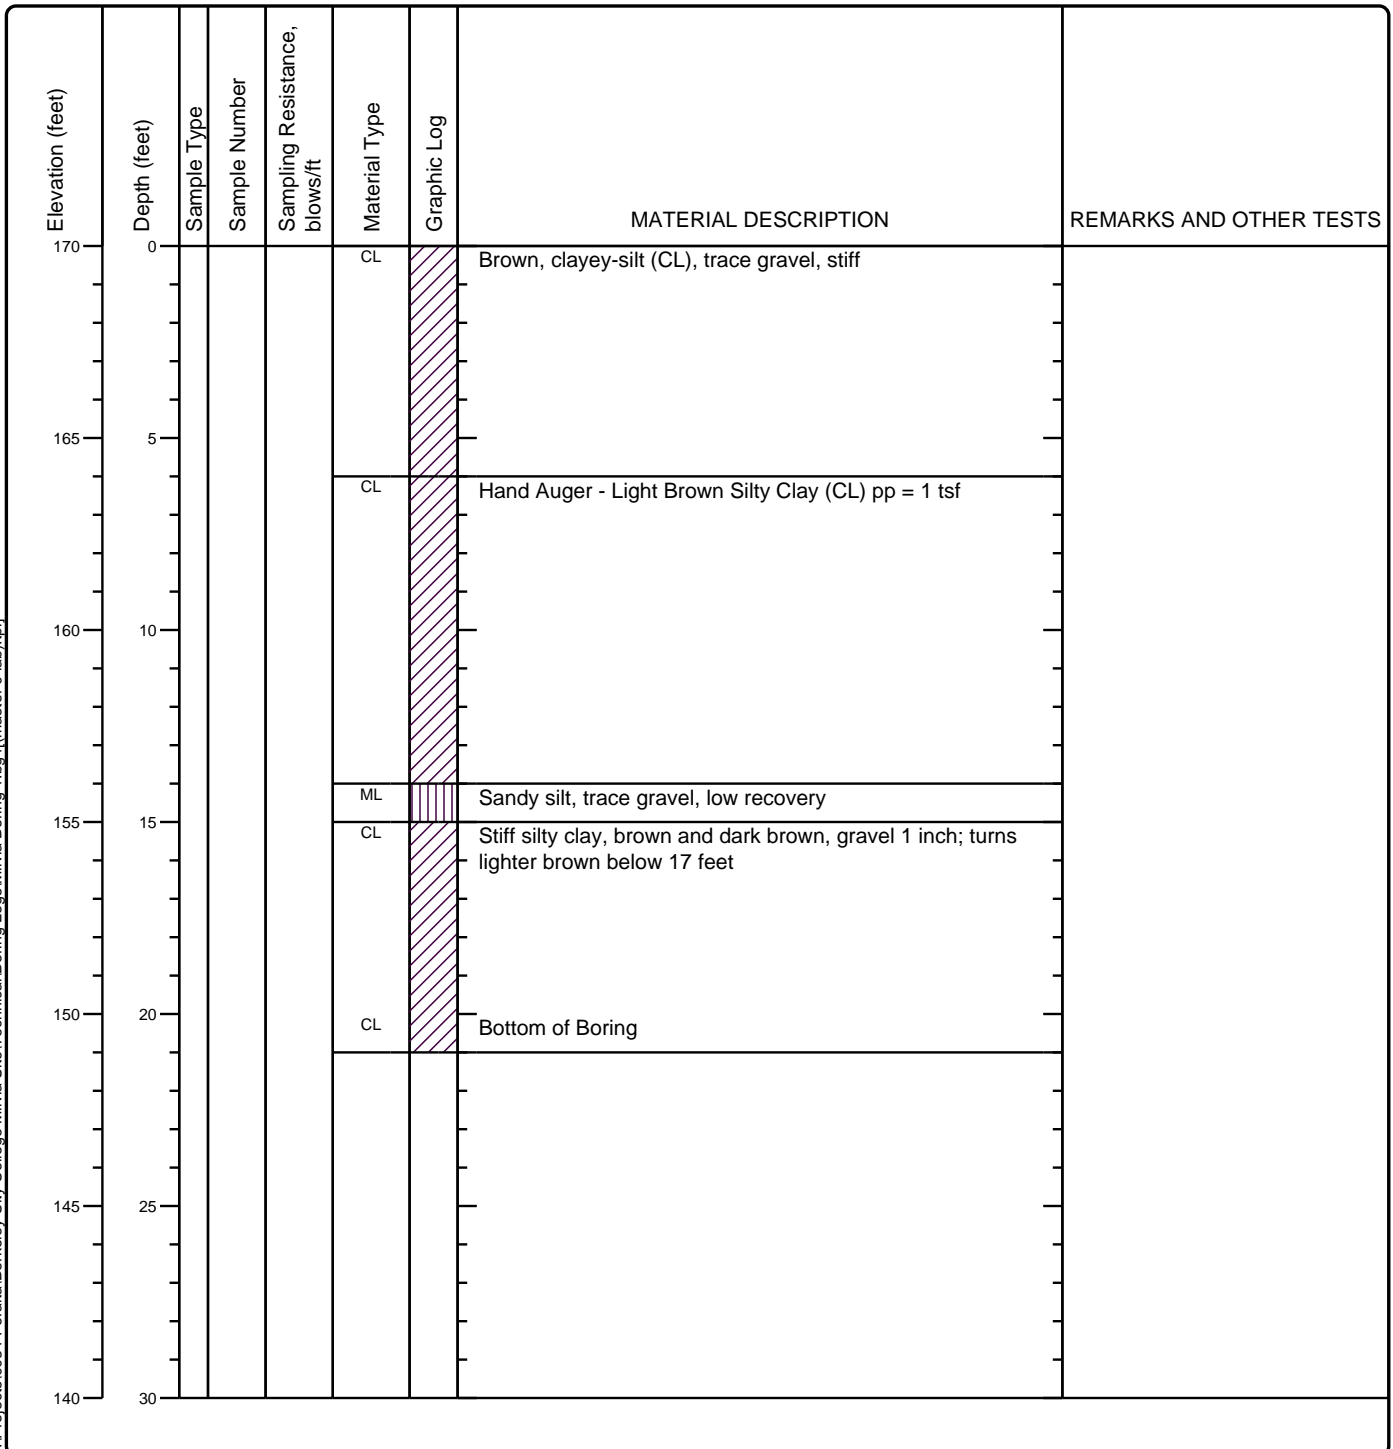 Elevation (feet)
Depth (feet)
Sample Type
Sample Number
Sampling Resistance,
blows/ft
Material Type
Graphic Log
MATERIAL DESCRIPTION
REMARKS AND OTHER TESTS
170
0
CL
Brown, clayey-silt (CL), trace gravel, stiff
165
5
CL
Hand Auger - Light Brown Silty Clay (CL) pp = 1 tsf
160
10
ML
Sandy silt, trace gravel, low recovery
155
15
CL
Stiff silty clay, brown and dark brown, gravel 1 inch; turns
lighter brown below 17 feet
150
20
CL
Bottom of Boring
145
25
140
30